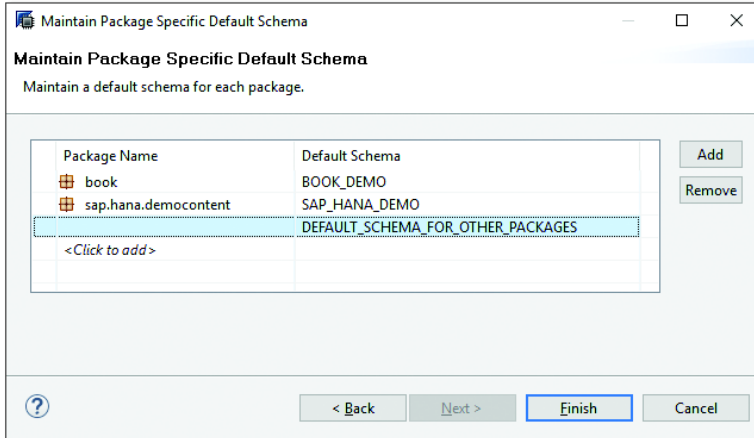 Maintain Package Specific Default Schema
Maintain Package Specific Default Schema
Maintain a default schema for each package.
Package Name Default Schema Add
book BOOK_DEMO
sap.hana.democontent SAP_HANA_DEMO Remove
DEFAULT_SCHEMA_FOR_OTHER_PACKAGES
<Click to add>
? < Back Next > Finish Cancel